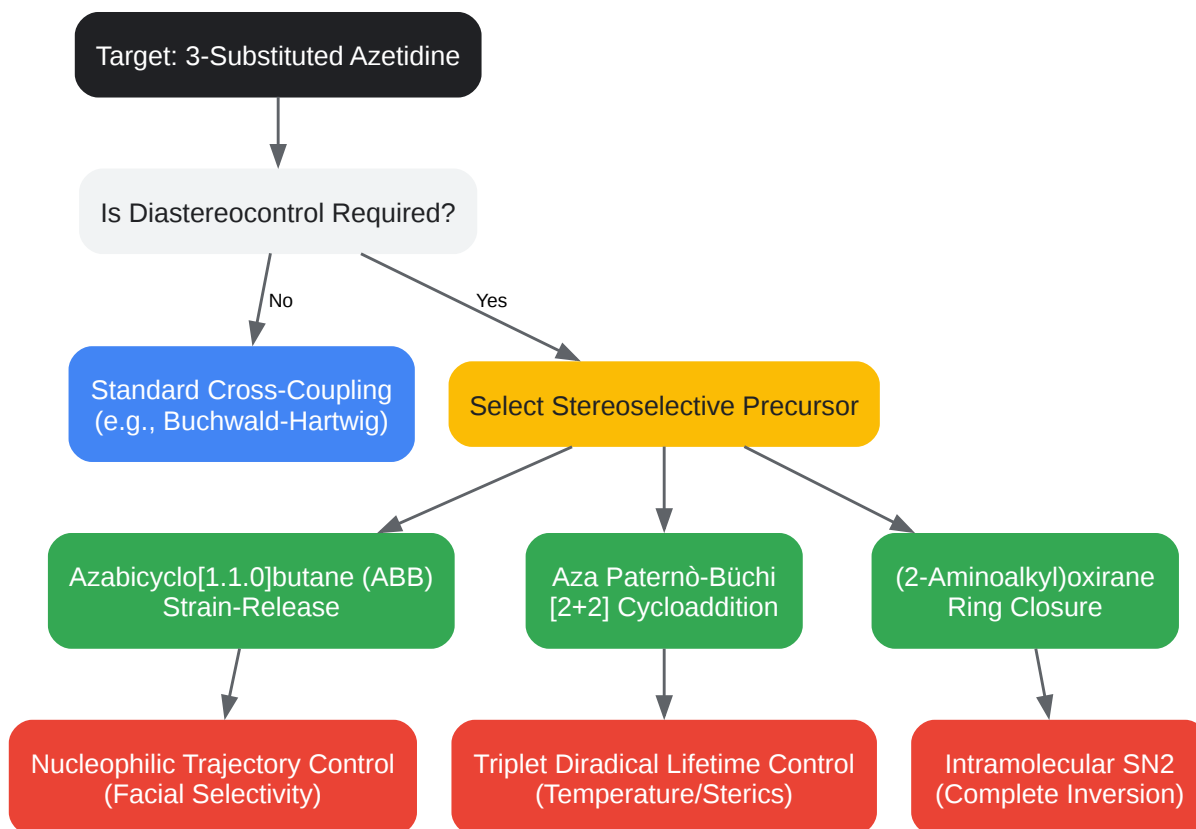 Target: 3-Substituted Azetidine
Is Diastereocontrol Required?
No
Yes
Standard Cross-Coupling
(e.g., Buchwald-Hartwig)
Select Stereoselective Precursor
Azabicyclo[1.1.0]butane (ABB)
Strain-Release
Aza Paternò-Büchi
[2+2] Cycloaddition
(2-Aminoalkyl)oxirane
Ring Closure
Nucleophilic Trajectory Control
(Facial Selectivity)
Triplet Diradical Lifetime Control
(Temperature/Sterics)
Intramolecular SN2
(Complete Inversion)